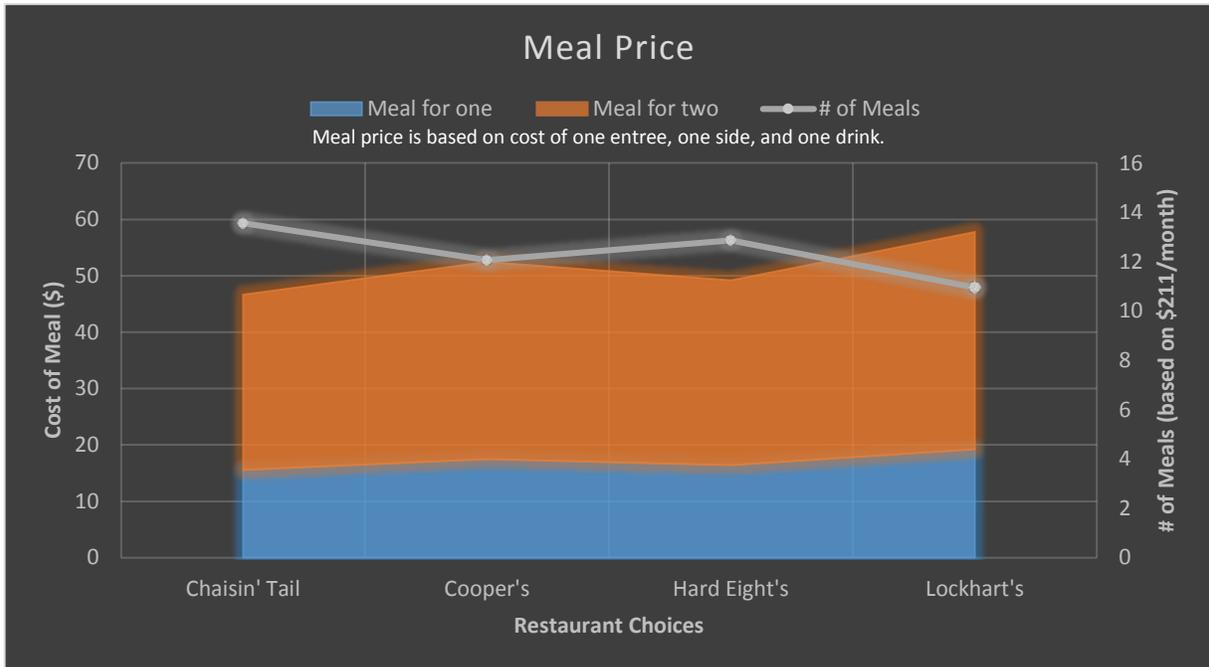 Meal Price
Meal for one
Meal for two
# of Meals
Meal price is based on cost of one entree, one side, and one drink.
Cost of Meal ($)
70
60
50
40
30
20
10
0
16
14
12
10
8
6
4
2
0
# of Meals (based on $211/month)
Chaisin' Tail
Cooper's
Hard Eight's
Lockhart's
Restaurant Choices